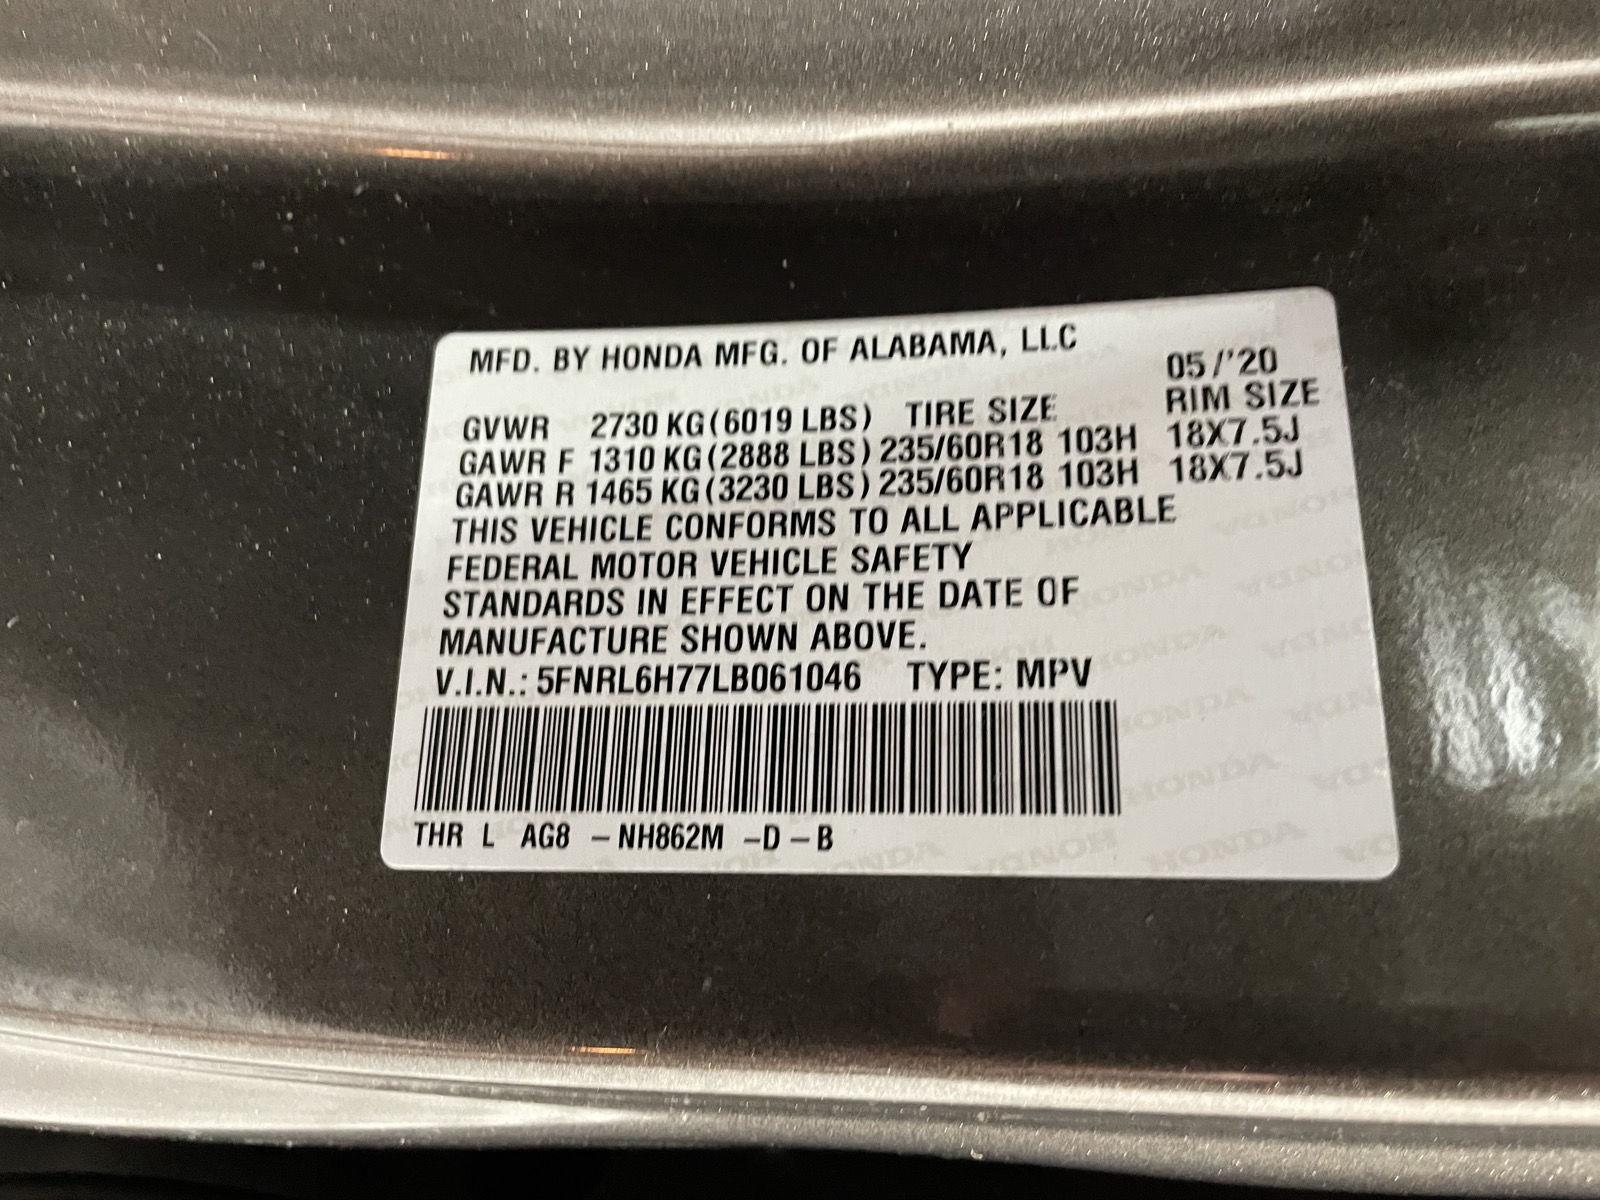 MFD. BY HONDA MFG. OF ALABAMA, LLC
05/'20
GVWR 2730 KG(6019 LBS) TIRE SIZE RIM SIZE
GAWR F 1310 KG(2888 LBS) 235/60R18 103H 18X7.5J
GAWR R 1465 KG(3230 LBS) 235/60R18 103H 18X7.5J
THIS VEHICLE CONFORMS TO ALL APPLICABLE
FEDERAL MOTOR VEHICLE SAFETY
STANDARDS IN EFFECT ON THE DATE OF
MANUFACTURE SHOWN ABOVE.
V.I.N.: 5FNRL6H77LB061046 TYPE: MPV
THR L AG8 -NH862M -D-B